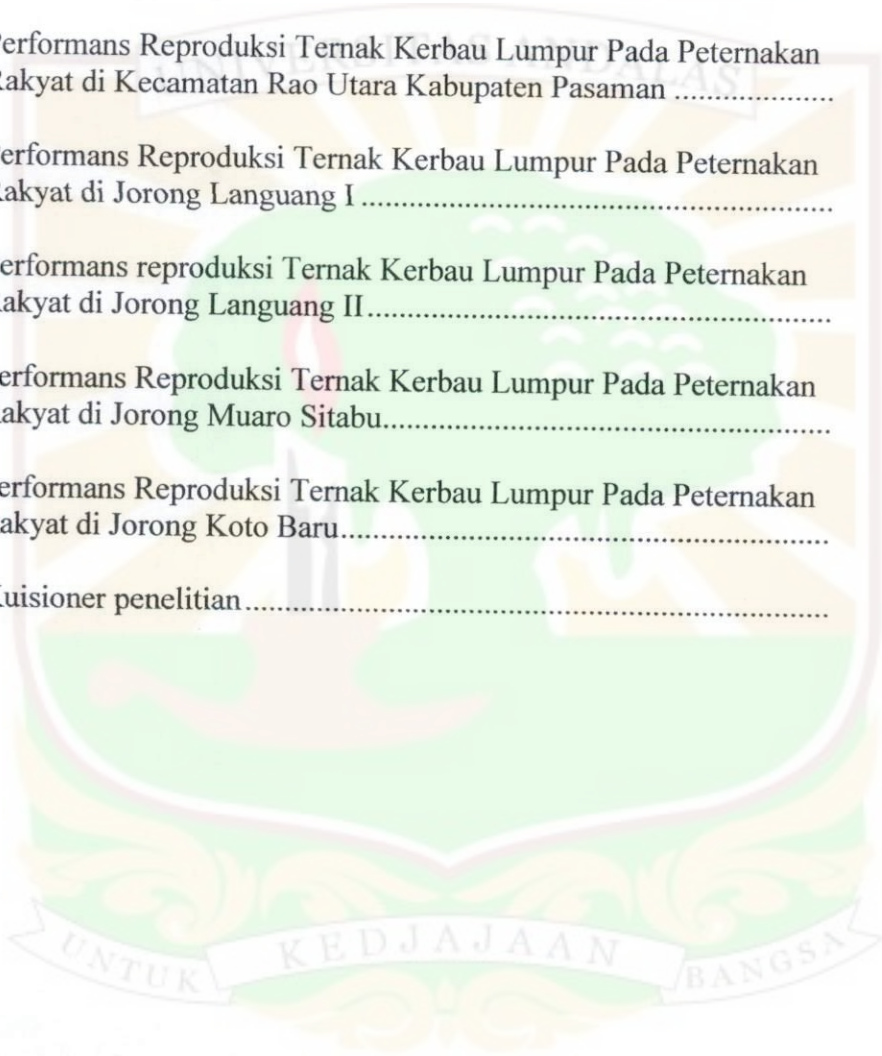 UNIVERSITAS ANDALAS
erformans Reproduksi Ternak Kerbau Lumpur Pada Peternakan
akyat di Kecamatan Rao Utara Kabupaten Pasaman ....................
erformans Reproduksi Ternak Kerbau Lumpur Pada Peternakan
akyat di Jorong Languang I ............................................................
erformans reproduksi Ternak Kerbau Lumpur Pada Peternakan
akyat di Jorong Languang II ...........................................................
erformans Reproduksi Ternak Kerbau Lumpur Pada Peternakan
akyat di Jorong Muaro Sitabu.........................................................
erformans Reproduksi Ternak Kerbau Lumpur Pada Peternakan
akyat di Jorong Koto Baru..............................................................
uisioner penelitian ..........................................................................
UNTUK KEDJAJAAN BANGSA